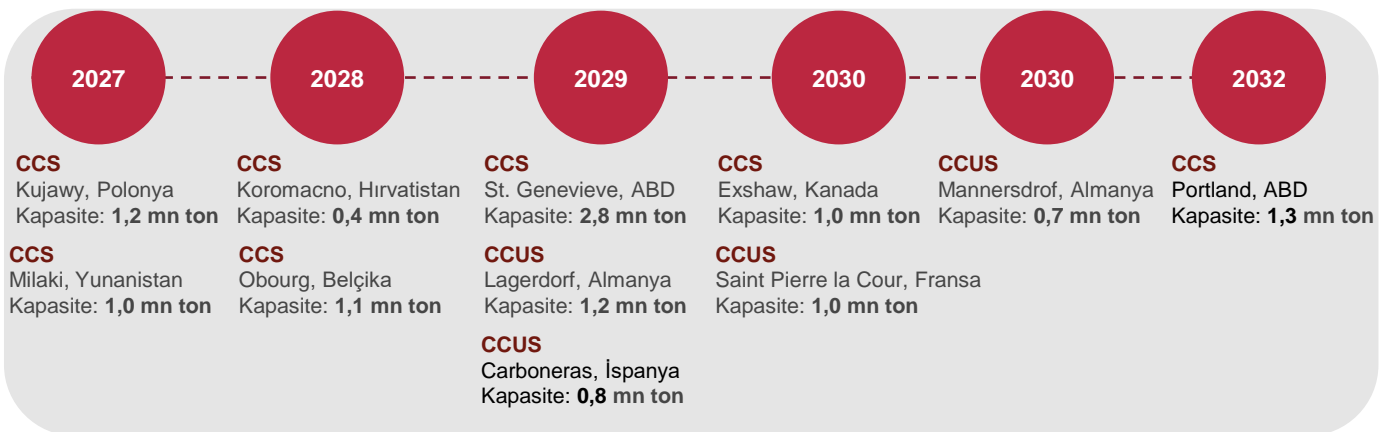 2027
2028
2029
2030
2030
2032
CCS
Kujawy, Polonya
Kapasite: 1,2 mn ton
CCS
Milaki, Yunanistan
Kapasite: 1,0 mn ton
CCS
Koromacno, Hırvatistan
Kapasite: 0,4 mn ton
CCS
Obourg, Belçika
Kapasite: 1,1 mn ton
CCS
St. Genevieve, ABD
Kapasite: 2,8 mn ton
CCUS
Lagerdorf, Almanya
Kapasite: 1,2 mn ton
CCUS
Carboneras, İspanya
Kapasite: 0,8 mn ton
CCS
Exshaw, Kanada
Kapasite: 1,0 mn ton
CCUS
Saint Pierre la Cour, Fransa
Kapasite: 1,0 mn ton
CCUS
Mannersdrof, Almanya
Kapasite: 0,7 mn ton
CCS
Portland, ABD
Kapasite: 1,3 mn ton